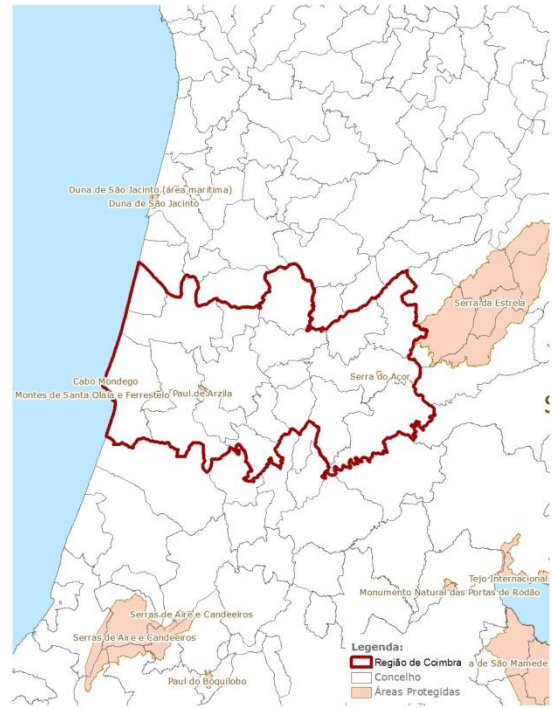 Duna de São Jacinto (área marítima)
Duna de São Jacinto
Serra da Estrela
Cabo Mondego
Serra do Açor
Montes de Santa Olaia e Ferrestelo
Paul de Arzila
S
Tejo Internacional
Monumento Natural das Portas de Ródão
Serras de Aire e Candeeiros
Serras de Aire e Candeeiros
Legenda:
Região de Coimbra
a de São Mamede
Concelho
Paul do Boquilobo
Áreas Protegidas